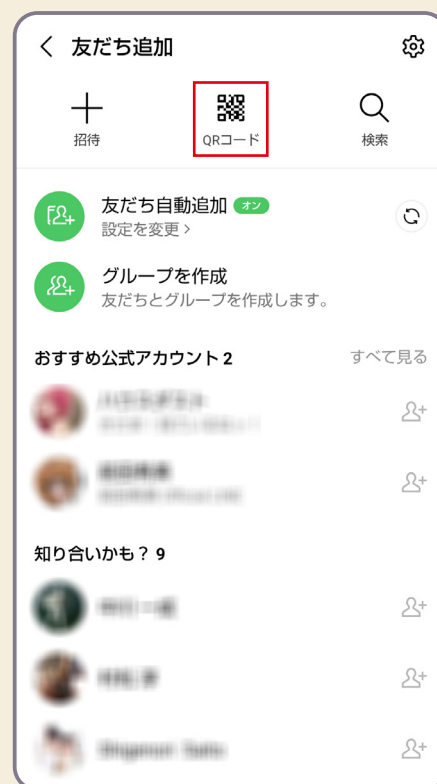 友だち追加
招待
QRコード
検索
友だち自動追加 オン
設定を変更 >
グループを作成
友だちとグループを作成します。
おすすめ公式アカウント 2 すべて見る
知り合いかも？ 9